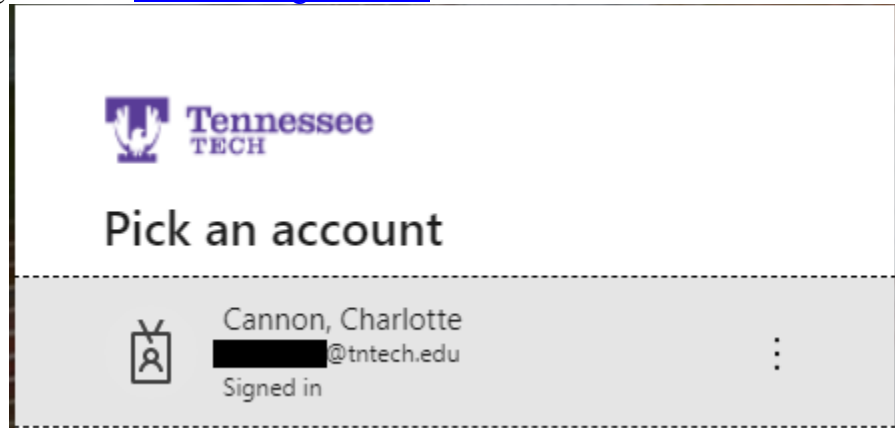 Tennessee
TECH
Pick an account
Cannon, Charlotte
@tntech.edu
Signed in